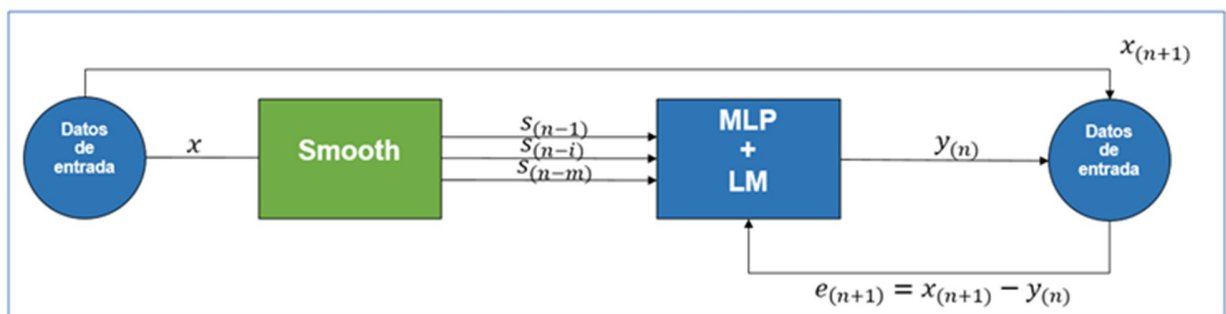 x(n+1)
Datos
de
entrada
x
Smooth
s(n−1)
s(n−i)
s(n−m)
MLP
+
LM
y(n)
Datos
de
entrada
e(n+1) = x(n+1) − y(n)